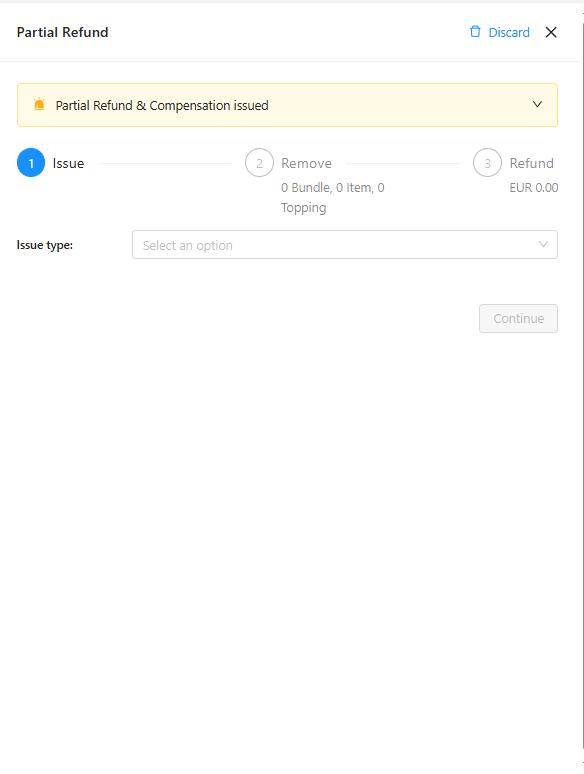 Partial Refund
Discard
Partial Refund & Compensation issued
1 Issue
2 Remove
0 Bundle, 0 Item, 0
Topping
3 Refund
EUR 0.00
Issue type:
Select an option
Continue